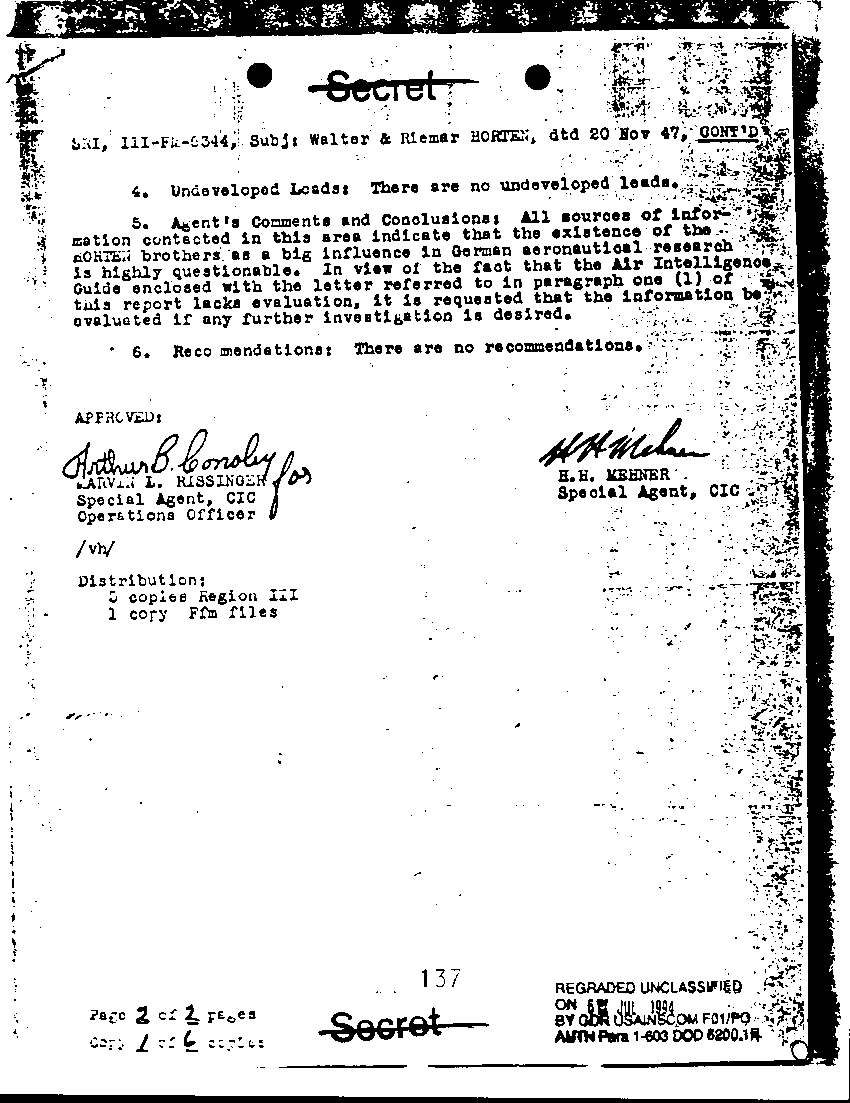 Secret
SRI, III-FR-S344, Subj: Walter & Riemar HORTEN, dtd 20 Nov 47, CONT'D
4. Undeveloped Leads: There are no undeveloped leads.
5. Agent's Comments and Conclusions: All sources of infor-
mation contacted in this area indicate that the existence of the
HORTEN brothers as a big influence in German aeronautical research
is highly questionable. In view of the fact that the Air Intelligence
Guide enclosed with the letter referred to in paragraph one (1) of
this report lacks evaluation, it is requested that the information be
evaluated if any further investigation is desired.
6. Reco mendations: There are no recommendations.
APPROVED:
Arthur B. Conoley for
MARVIN L. RISSINGER
Special Agent, CIC
Operations Officer
H H Mehner
H.H. MEHNER
Special Agent, CIC
/vh/
Distribution:
copies Region III
1 copy Ffm files
137
Page 2 of 2 pages
Copy 1 of 6 copies
Secret
REGRADED UNCLASSIFIED
ON JUL 1994
BY CDR USAINSCOM F01/PO
AUTH Para 1-603 DOD 5200.1R